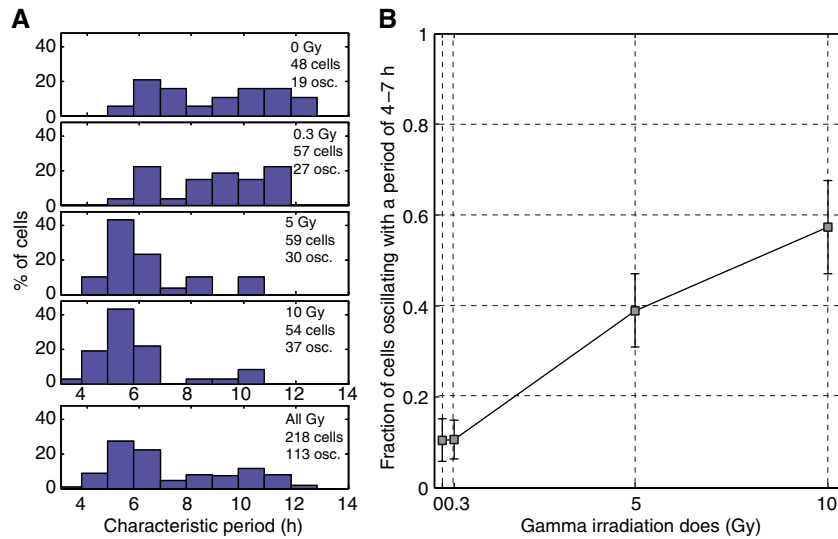 A
B
40
20
0
0 Gy
48 cells
19 osc.
40
20
0
0.3 Gy
57 cells
27 osc.
40
20
0
5 Gy
59 cells
30 osc.
40
20
0
10 Gy
54 cells
37 osc.
4 6 8 10 12 14
40
20
0
All Gy
218 cells
113 osc.
4 6 8 10 12 14
Characteristic period (h)
% of cells
1
0.8
0.6
0.4
0.2
0
00.3 5 10
Gamma irradiation does (Gy)
Fraction of cells oscillating with a period of 4–7 h